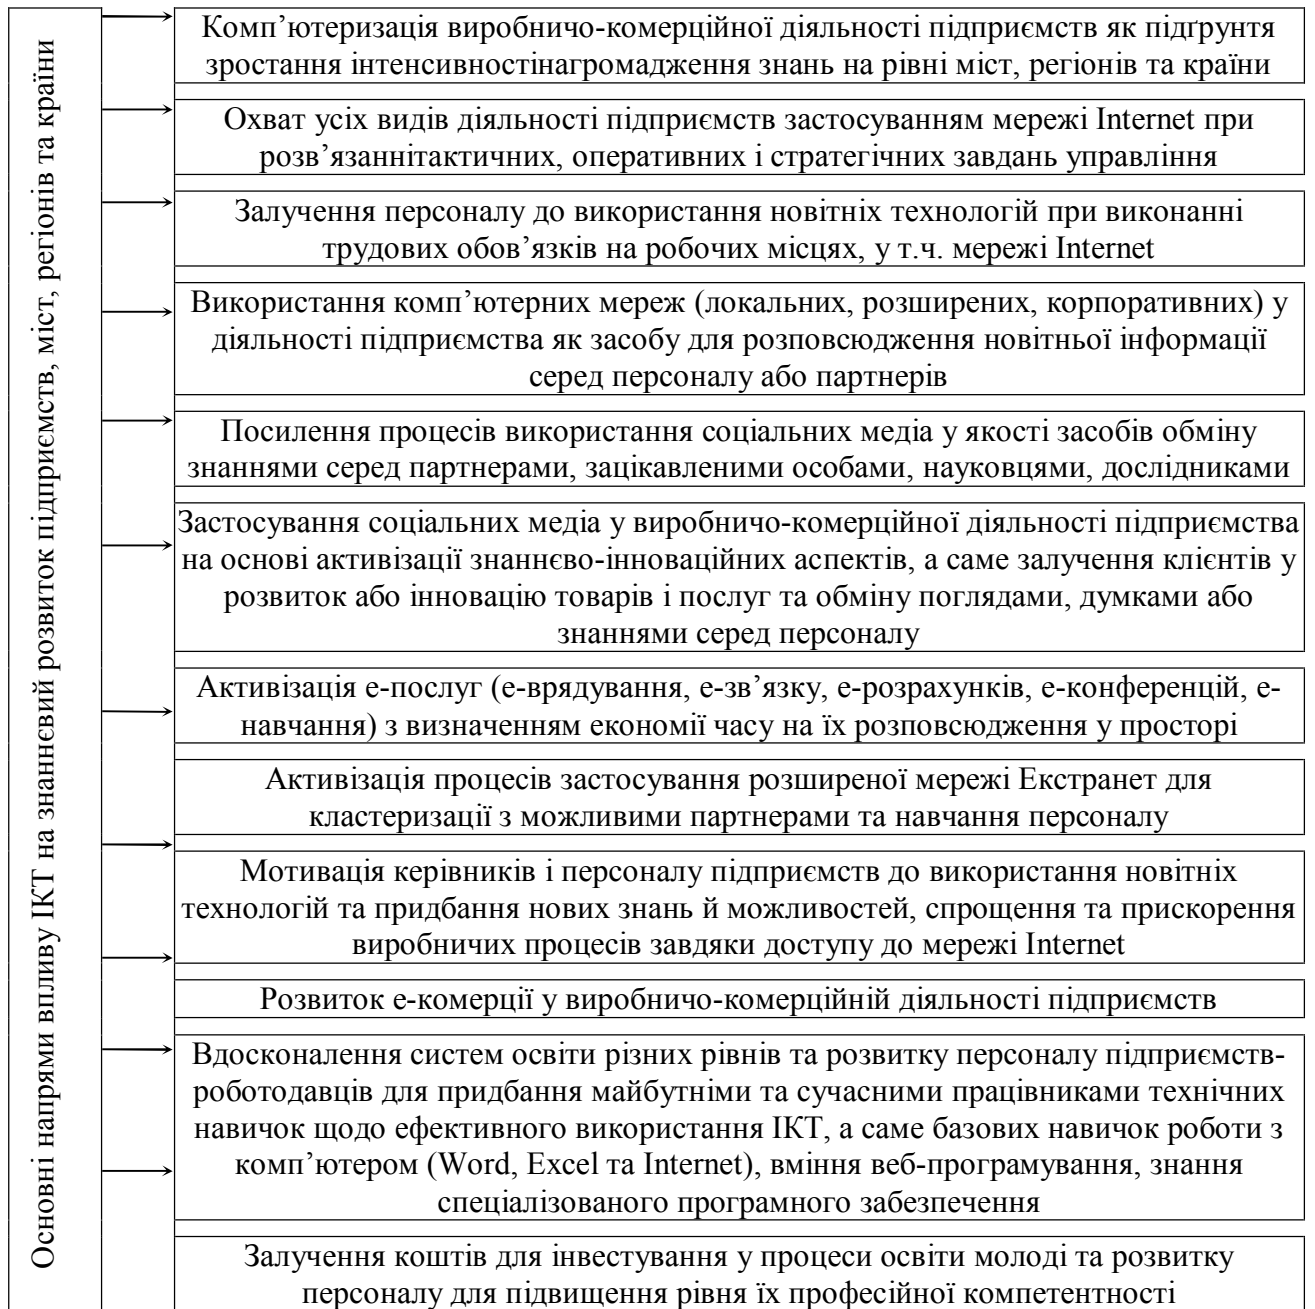 Основні напрями впливу ІКТ на знаннєвий розвиток підприємств, міст, регіонів та країни
Комп’ютеризація виробничо-комерційної діяльності підприємств як підґрунтя
зростання інтенсивностінагромадження знань на рівні міст, регіонів та країни
Охват усіх видів діяльності підприємств застосуванням мережі Internet при
розв’язаннітактичних, оперативних і стратегічних завдань управління
Залучення персоналу до використання новітніх технологій при виконанні
трудових обов’язків на робочих місцях, у т.ч. мережі Internet
Використання комп’ютерних мереж (локальних, розширених, корпоративних) у
діяльності підприємства як засобу для розповсюдження новітньої інформації
серед персоналу або партнерів
Посилення процесів використання соціальних медіа у якості засобів обміну
знаннями серед партнерами, зацікавленими особами, науковцями, дослідниками
Застосування соціальних медіа у виробничо-комерційної діяльності підприємства
на основі активізації знаннєво-інноваційних аспектів, а саме залучення клієнтів у
розвиток або інновацію товарів і послуг та обміну поглядами, думками або
знаннями серед персоналу
Активізація е-послуг (е-врядування, е-зв’язку, е-розрахунків, е-конференцій, е-
навчання) з визначенням економії часу на їх розповсюдження у просторі
Активізація процесів застосування розширеної мережі Екстранет для
кластеризації з можливими партнерами та навчання персоналу
Мотивація керівників і персоналу підприємств до використання новітніх
технологій та придбання нових знань й можливостей, спрощення та прискорення
виробничих процесів завдяки доступу до мережі Internet
Розвиток е-комерції у виробничо-комерційній діяльності підприємств
Вдосконалення систем освіти різних рівнів та розвитку персоналу підприємств-
роботодавців для придбання майбутніми та сучасними працівниками технічних
навичок щодо ефективного використання ІКТ, а саме базових навичок роботи з
комп’ютером (Word, Excel та Internet), вміння веб-програмування, знання
спеціалізованого програмного забезпечення
Залучення коштів для інвестування у процеси освіти молоді та розвитку
персоналу для підвищення рівня їх професійної компетентності